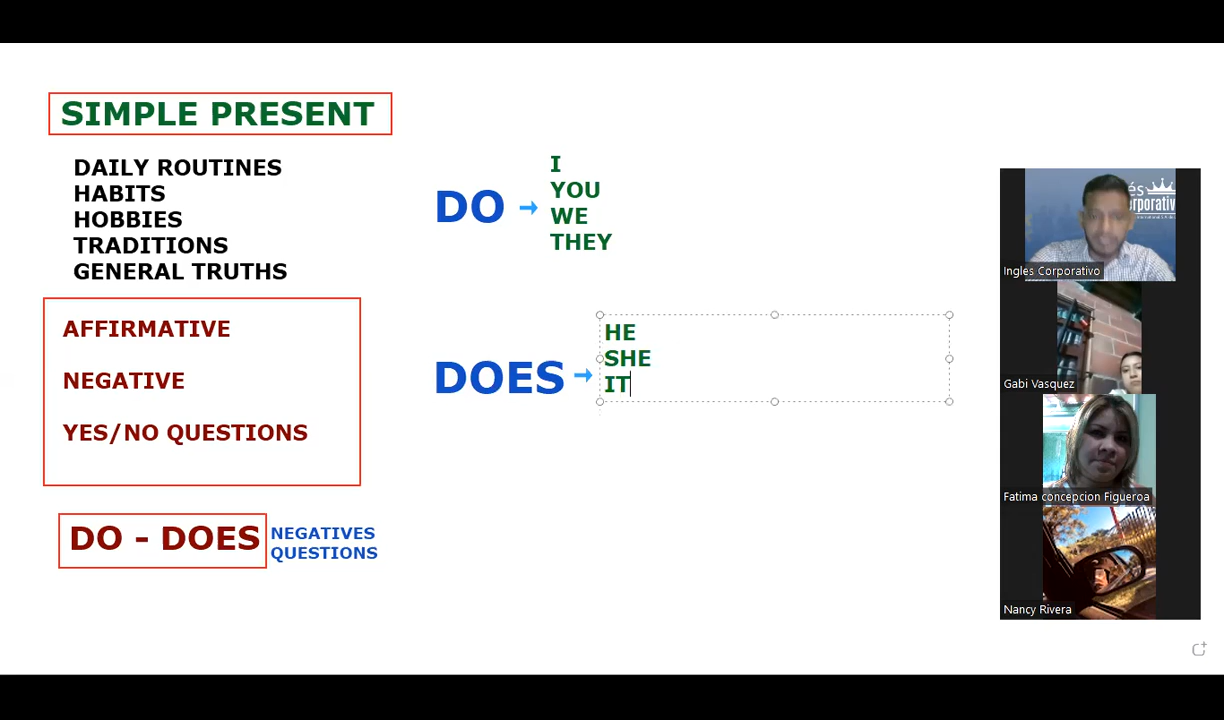 SIMPLE PRESENT
DAILY ROUTINES
HABITS
HOBBIES
TRADITIONS
GENERAL TRUTHS
AFFIRMATIVE
NEGATIVE
YES/NO QUESTIONS
DO - DOES
NEGATIVES
QUESTIONS
DO →
I
YOU
WE
THEY
DOES →
HE
SHE
IT
Ingles Corporativo
Gabi Vasquez
Fatima concepcion Figueroa
Nancy Rivera